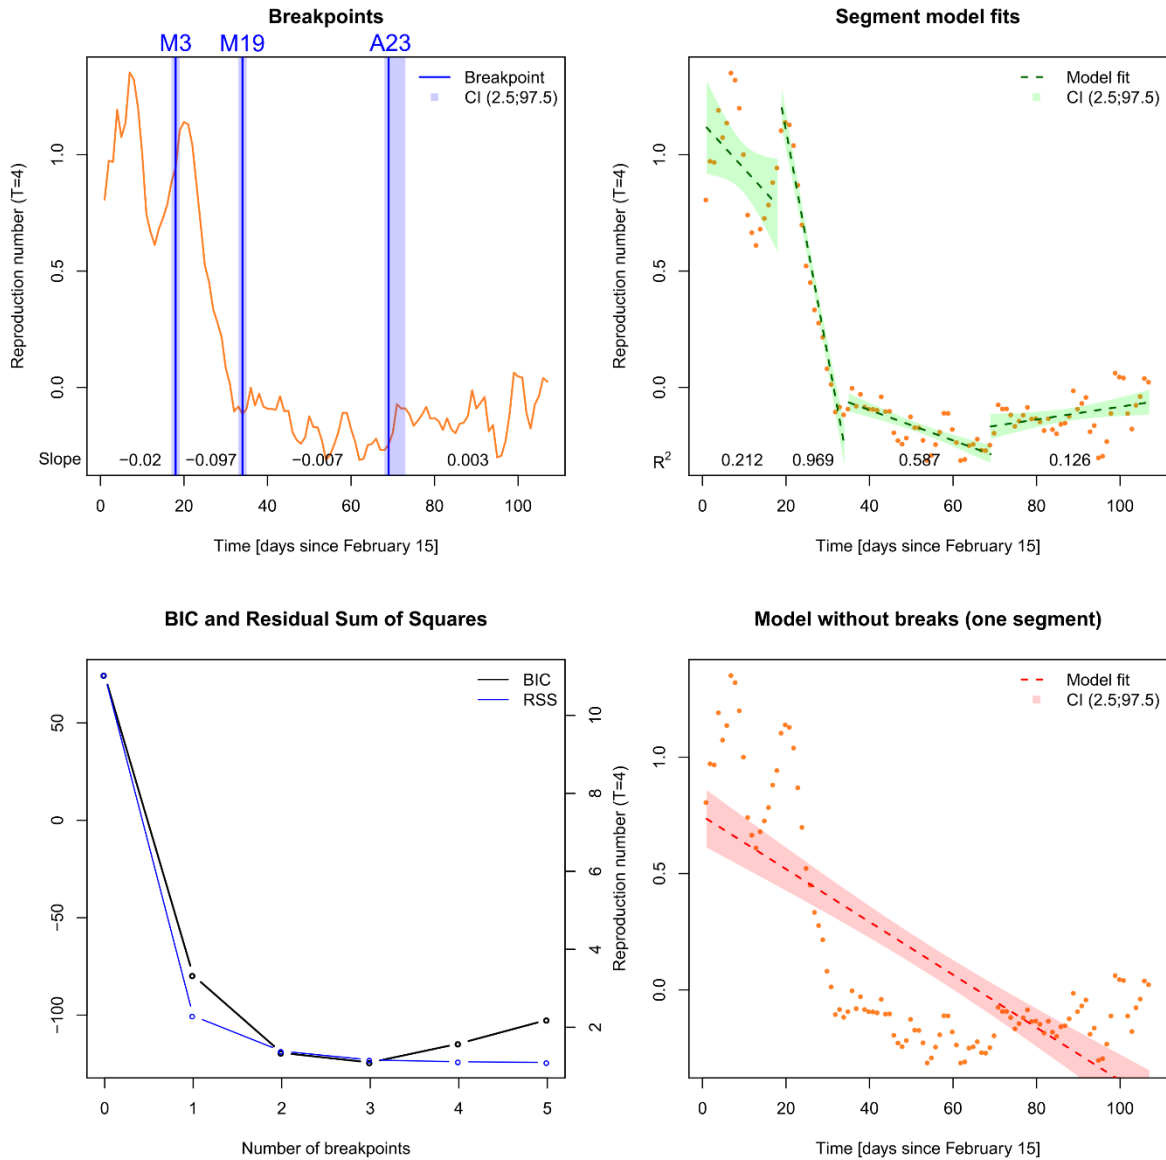 Breakpoints
M3 M19 A23
Breakpoint
CI (2.5;97.5)
Reproduction number (T=4)
1.0
0.5
0.0
Slope −0.02 −0.097 −0.007 0.003
0 20 40 60 80 100
Time [days since February 15]
Segment model fits
Model fit
CI (2.5;97.5)
Reproduction number (T=4)
1.0
0.5
0.0
R² 0.212 0.969 0.587 0.126
0 20 40 60 80 100
Time [days since February 15]
BIC and Residual Sum of Squares
BIC
RSS
50
0
−50
−100
10
8
6
4
2
Reproduction number (T=4)
0 1 2 3 4 5
Number of breakpoints
Model without breaks (one segment)
Model fit
CI (2.5;97.5)
1.0
0.5
0.0
0 20 40 60 80 100
Time [days since February 15]